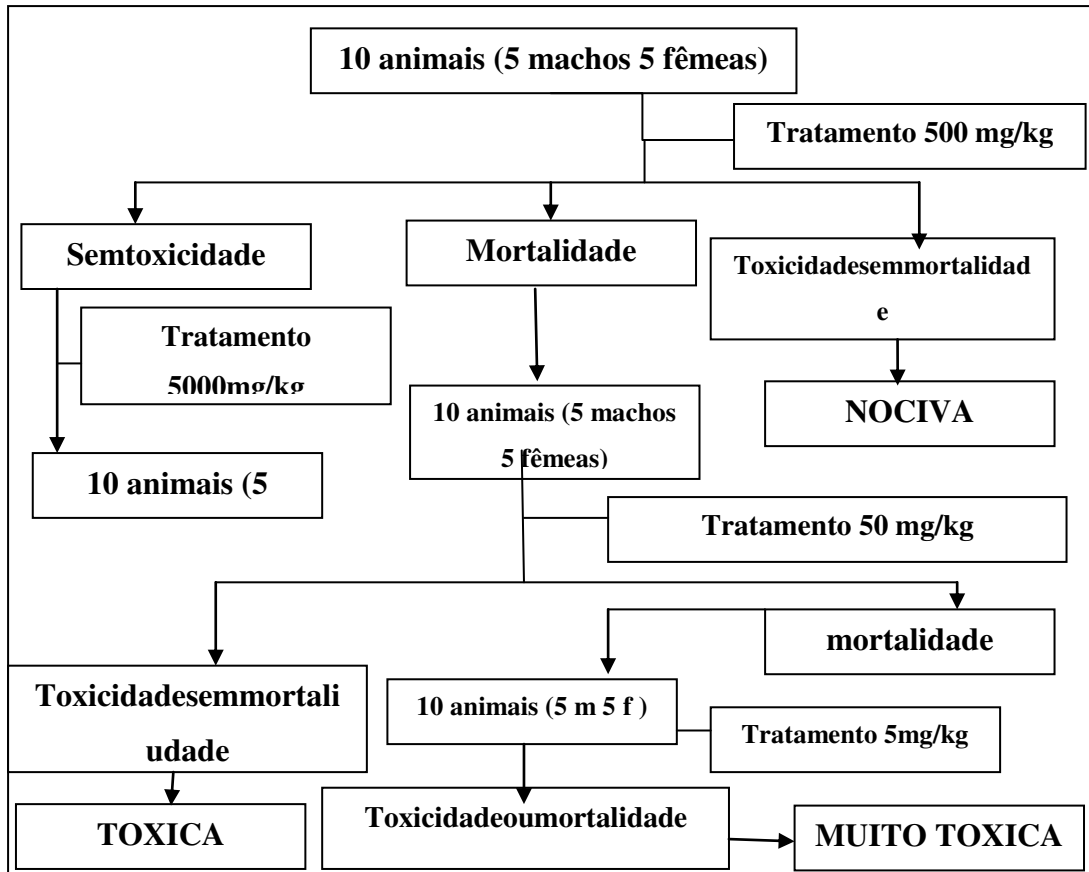 10 animais (5 machos 5 fêmeas)
Tratamento 500 mg/kg
Semtoxicidade
Mortalidade
Toxicidadesemmortalidad
e
Tratamento
5000mg/kg
NOCIVA
10 animais (5 machos
5 fêmeas)
10 animais (5
Tratamento 50 mg/kg
mortalidade
Toxicidadesemmortali
udade
10 animais (5 m 5 f )
Tratamento 5mg/kg
TOXICA
Toxicidadeoumortalidade
MUITO TOXICA